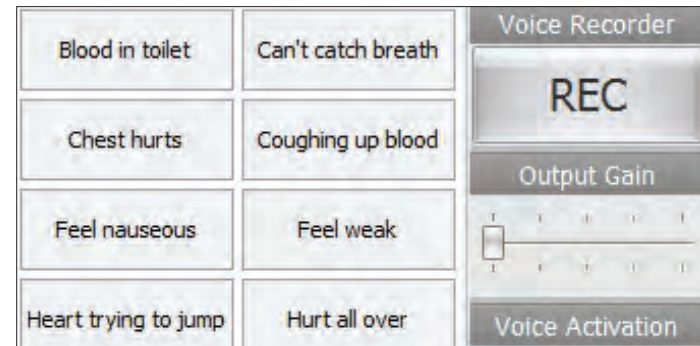 Blood in toilet
Can't catch breath
Chest hurts
Coughing up blood
Feel nauseous
Feel weak
Heart trying to jump
Hurt all over
Voice Recorder
REC
Output Gain
Voice Activation